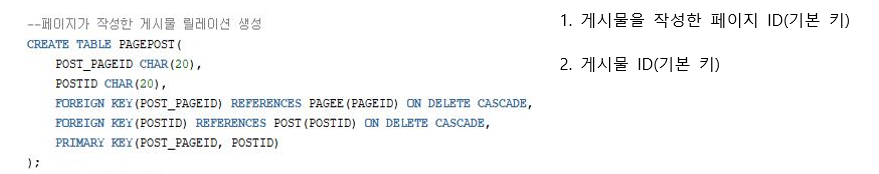 --페이지가 작성한 게시물 릴레이션 생성
CREATE TABLE PAGEPOST(
POST_PAGEID CHAR(20),
POSTID CHAR(20),
FOREIGN KEY(POST_PAGEID) REFERENCES PAGEE(PAGEID) ON DELETE CASCADE,
FOREIGN KEY(POSTID) REFERENCES POST(POSTID) ON DELETE CASCADE,
PRIMARY KEY(POST_PAGEID, POSTID)
);
1. 게시물을 작성한 페이지 ID(기본 키)
2. 게시물 ID(기본 키)